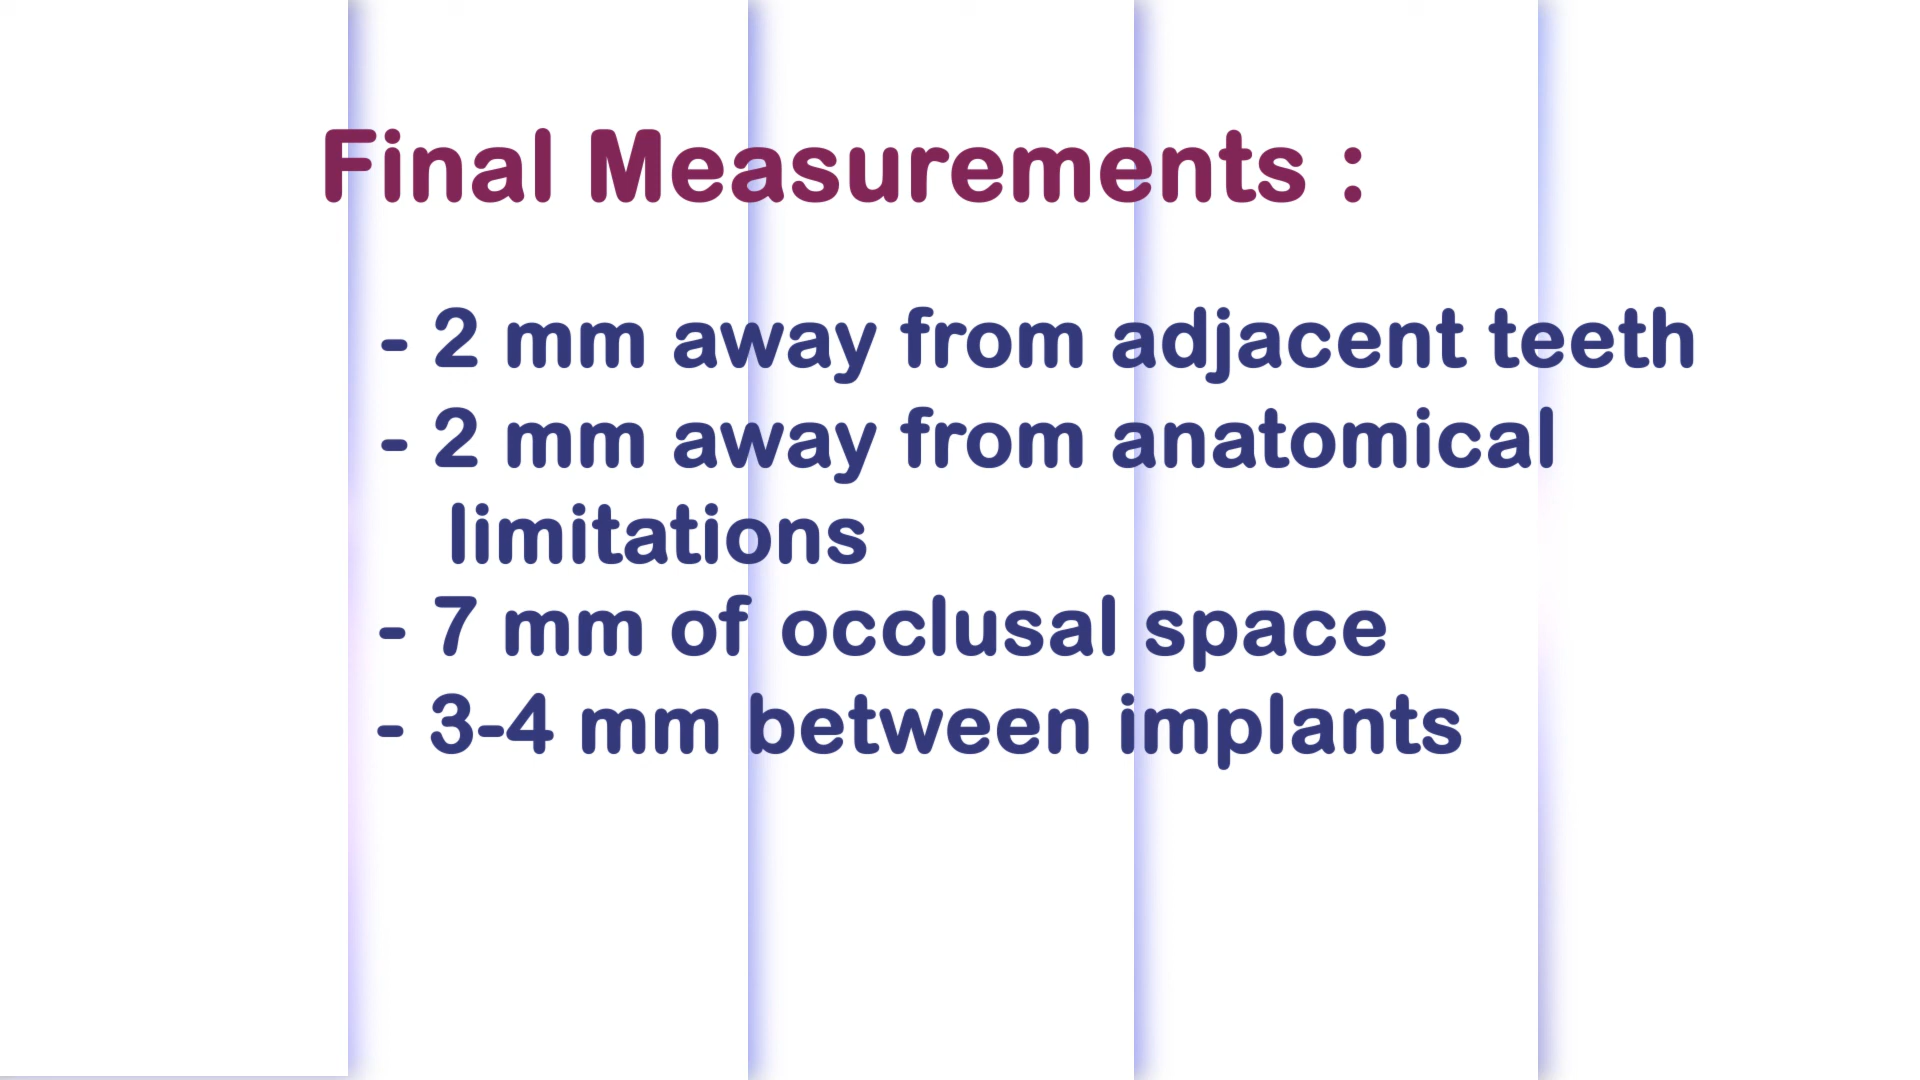 Final Measurements :
- 2 mm away from adjacent teeth
- 2 mm away from anatomical
limitations
- 7 mm of occlusal space
- 3-4 mm between implants